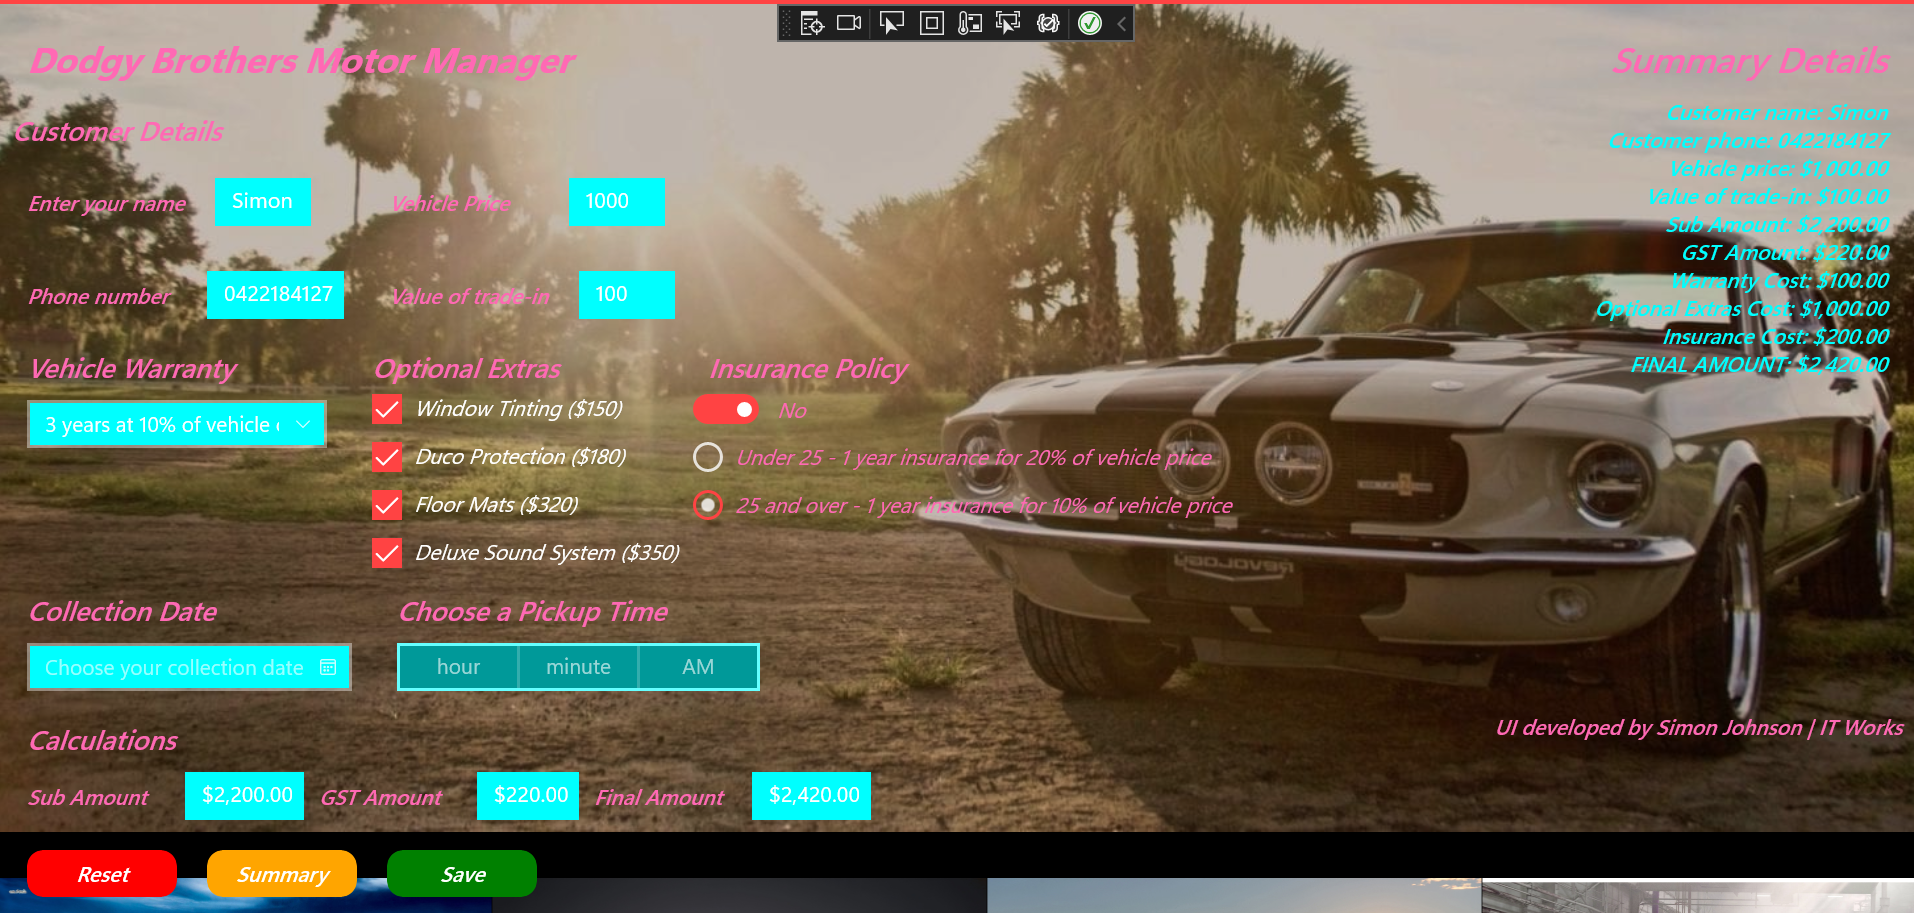 Dodgy Brothers Motor Manager
Customer Details
Enter your name
Simon
Vehicle Price
1000
Phone number
0422184127
Value of trade-in
100
Vehicle Warranty
3 years at 10% of vehicle
Optional Extras
Window Tinting ($150)
Duco Protection ($180)
Floor Mats ($320)
Deluxe Sound System ($350)
Insurance Policy
No
Under 25 - 1 year insurance for 20% of vehicle price
25 and over - 1 year insurance for 10% of vehicle price
Collection Date
Choose your collection date
Choose a Pickup Time
hour
minute
AM
Calculations
Sub Amount
$2,200.00
GST Amount
$220.00
Final Amount
$2,420.00
Reset
Summary
Save
Summary Details
Customer name: Simon
Customer phone: 0422184127
Vehicle price: $1,000.00
Value of trade-in: $100.00
Sub Amount: $2,200.00
GST Amount: $220.00
Warranty Cost: $100.00
Optional Extras Cost: $1,000.00
Insurance Cost: $200.00
FINAL AMOUNT: $2,420.00
UI developed by Simon Johnson | IT Works